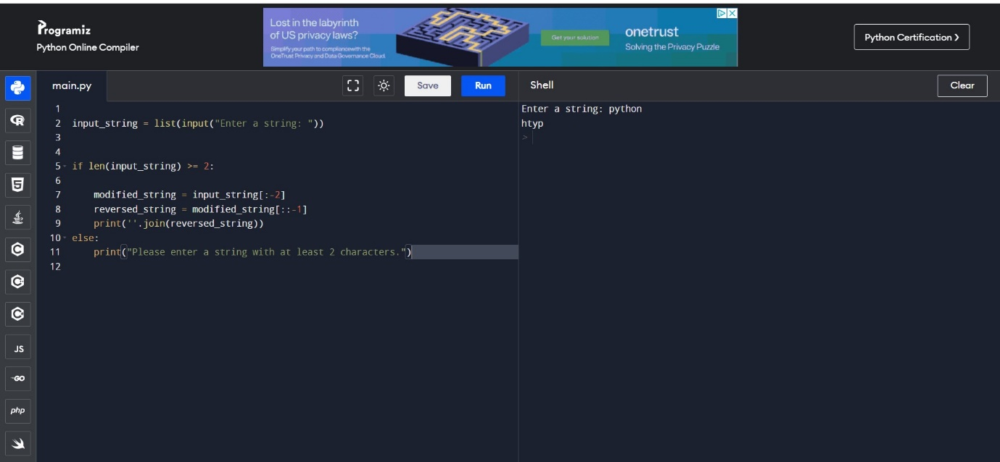 Programiz
Python Online Compiler
Lost in the labyrinth
of US privacy laws?
Simplify your path to compliance with the
OneTrust Privacy and Data Governance Cloud.
Get your solution
onetrust
Solving the Privacy Puzzle
Python Certification >
main.py
Save
Run
Shell
Clear
1
2 input_string = list(input("Enter a string: "))
3
4
5 if len(input_string) >= 2:
6
7 modified_string = input_string[:-2]
8 reversed_string = modified_string[::-1]
9 print(''.join(reversed_string))
10 else:
11 print("Please enter a string with at least 2 characters.")
12
Enter a string: python
htyp
>
R
5
C
C
C
JS
GO
php